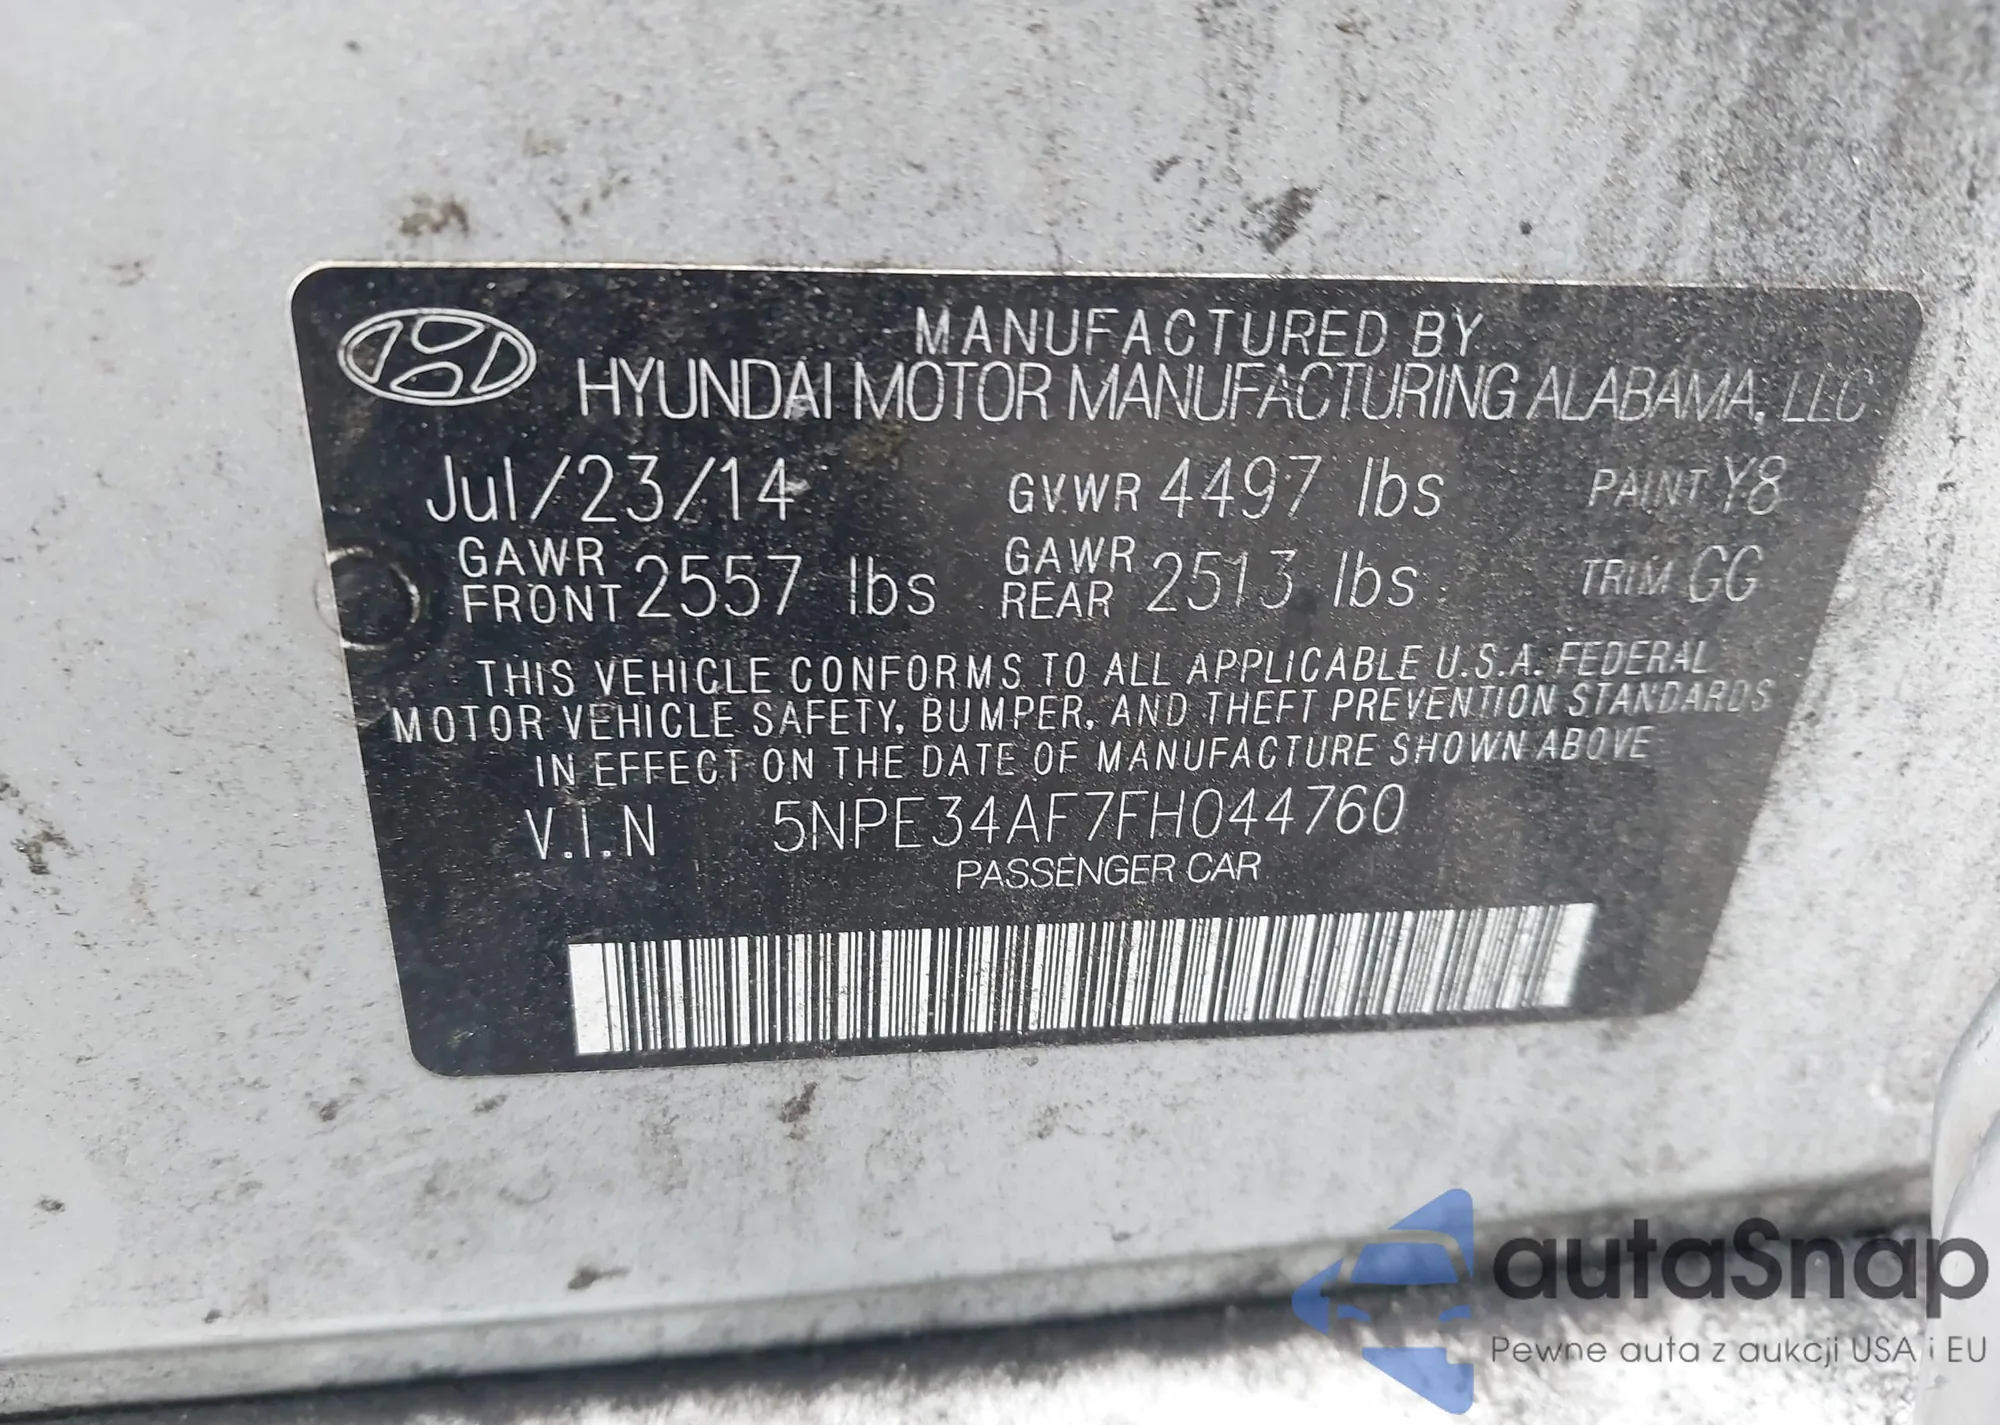 MANUFACTURED BY
HYUNDAI MOTOR MANUFACTURING ALABAMA, LLC
Jul/23/14 GVWR 4497 lbs PAINT Y8
GAWR FRONT 2557 lbs GAWR REAR 2513 lbs TRIM GG
THIS VEHICLE CONFORMS TO ALL APPLICABLE U.S.A. FEDERAL
MOTOR VEHICLE SAFETY, BUMPER, AND THEFT PREVENTION STANDARDS
IN EFFECT ON THE DATE OF MANUFACTURE SHOWN ABOVE
V.I.N 5NPE34AF7FH044760
PASSENGER CAR
autaSnap
Pewne auta z aukcji USA i EU